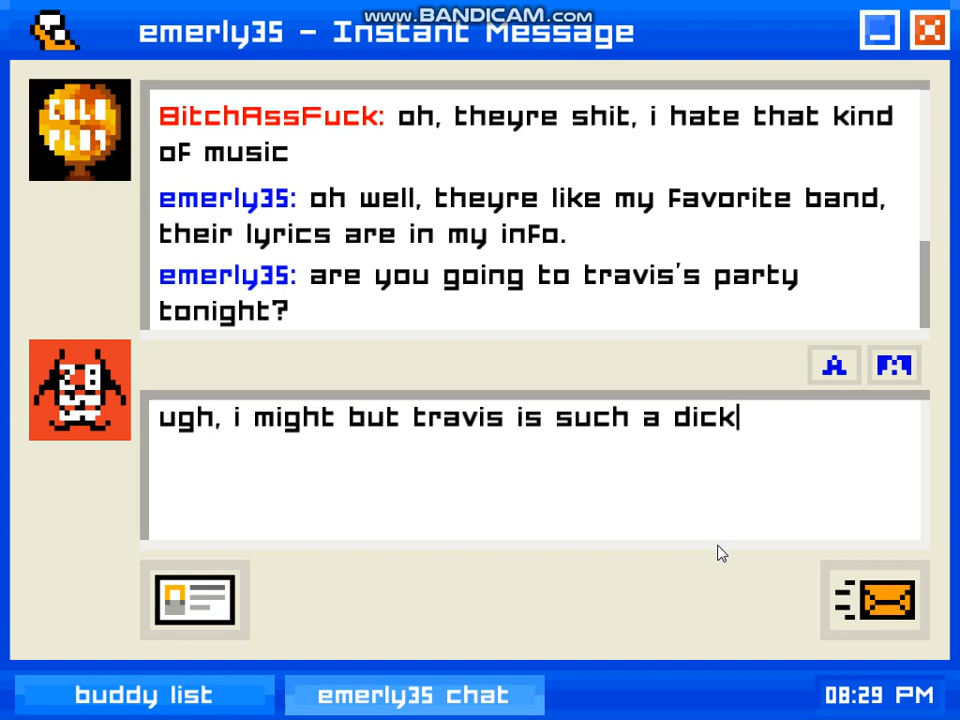 www.BANDICAM.com
emerly35 - Instant Message
COLD
PLAY
BitchAssFuck: oh, theyre shit, i hate that kind
of music
emerly35: oh well, theyre like my favorite band,
their lyrics are in my info.
emerly35: are you going to travis's party
tonight?
A
ugh, i might but travis is such a dick
buddy list
emerly35 chat
08:29 PM